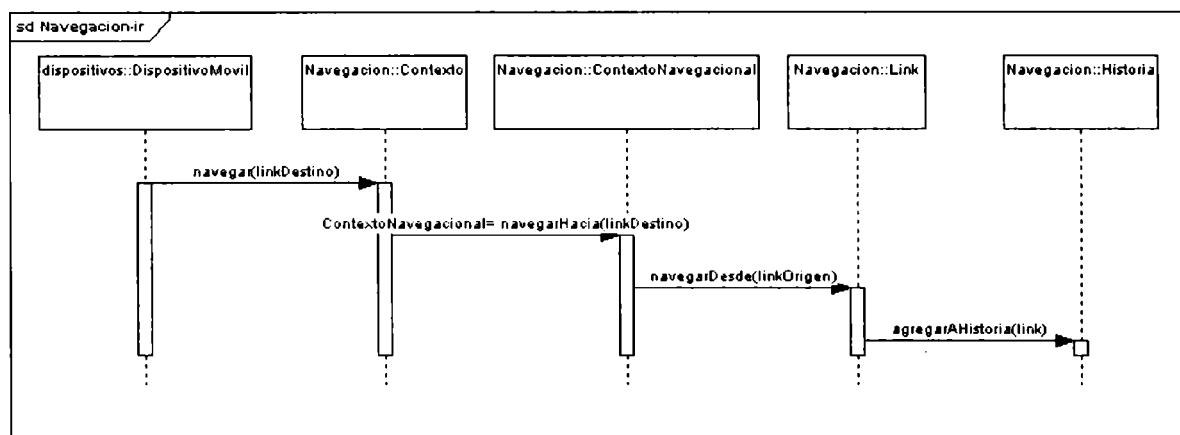 sd Navegacion-ir
dispositivos::DispositivoMovil
Navegacion::Contexto
Navegacion::ContextoNavegacional
Navegacion::Link
Navegacion::Historia
navegar(linkDestino)
ContextoNavegacional= navegarHacia(linkDestino)
navegarDesde(linkOrigen)
agregarAHistoria(link)